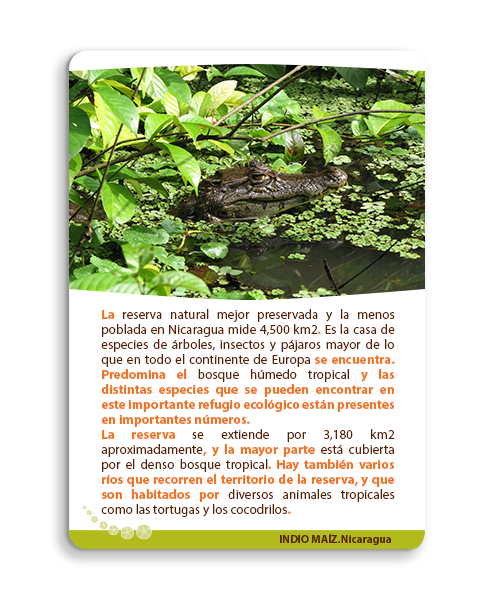 La reserva natural mejor preservada y la menos
poblada en Nicaragua mide 4,500 km2. Es la casa de
especies de árboles, insectos y pájaros mayor de lo
que en todo el continente de Europa se encuentra.
Predomina el bosque húmedo tropical y las
distintas especies que se pueden encontrar en
este importante refugio ecológico están presentes
en importantes números.
La reserva se extiende por 3,180 km2
aproximadamente, y la mayor parte está cubierta
por el denso bosque tropical. Hay también varios
ríos que recorren el territorio de la reserva, y que
son habitados por diversos animales tropicales
como las tortugas y los cocodrilos.
INDIO MAÍZ.Nicaragua